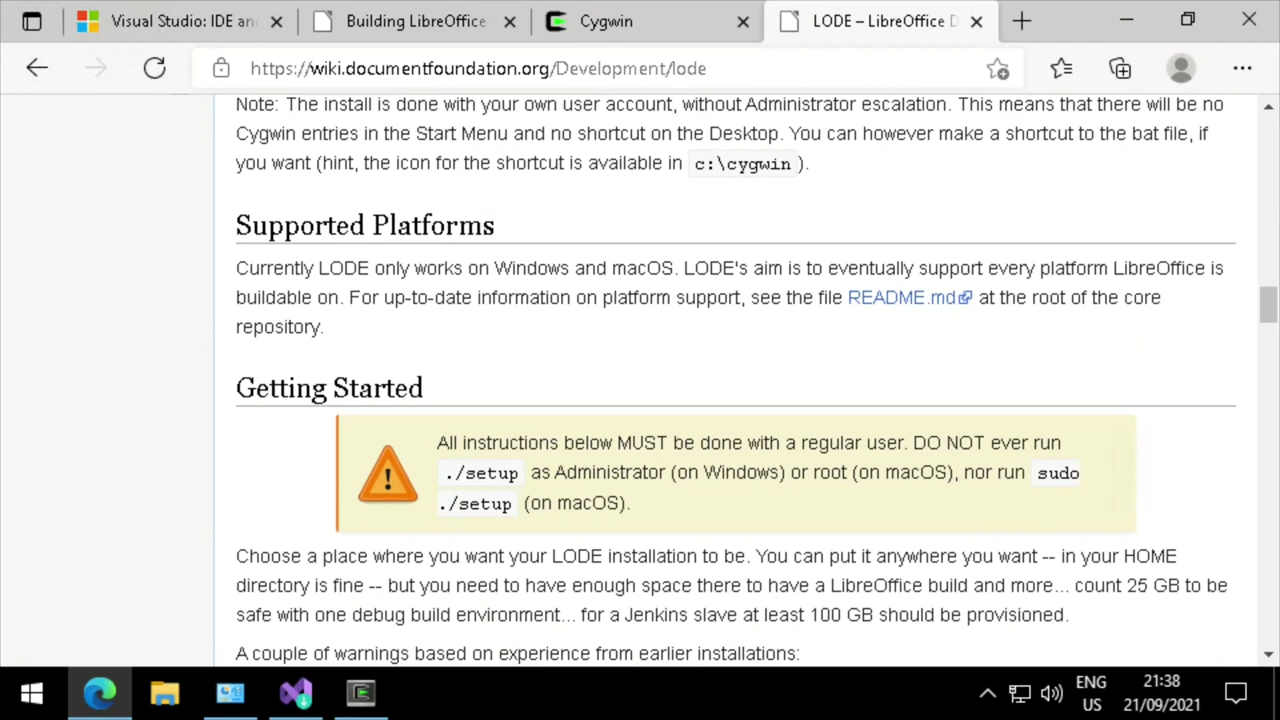 Visual Studio: IDE an
Building LibreOffice
Cygwin
LODE – LibreOffice D
https://wiki.documentfoundation.org/Development/lode
Note: The install is done with your own user account, without Administrator escalation. This means that there will be no
Cygwin entries in the Start Menu and no shortcut on the Desktop. You can however make a shortcut to the bat file, if
you want (hint, the icon for the shortcut is available in c:\cygwin ).
Supported Platforms
Currently LODE only works on Windows and macOS. LODE's aim is to eventually support every platform LibreOffice is
buildable on. For up-to-date information on platform support, see the file README.md at the root of the core
repository.
Getting Started
All instructions below MUST be done with a regular user. DO NOT ever run
./setup as Administrator (on Windows) or root (on macOS), nor run sudo
./setup (on macOS).
Choose a place where you want your LODE installation to be. You can put it anywhere you want -- in your HOME
directory is fine -- but you need to have enough space there to have a LibreOffice build and more... count 25 GB to be
safe with one debug build environment... for a Jenkins slave at least 100 GB should be provisioned.
A couple of warnings based on experience from earlier installations:
ENG
US
21:38
21/09/2021